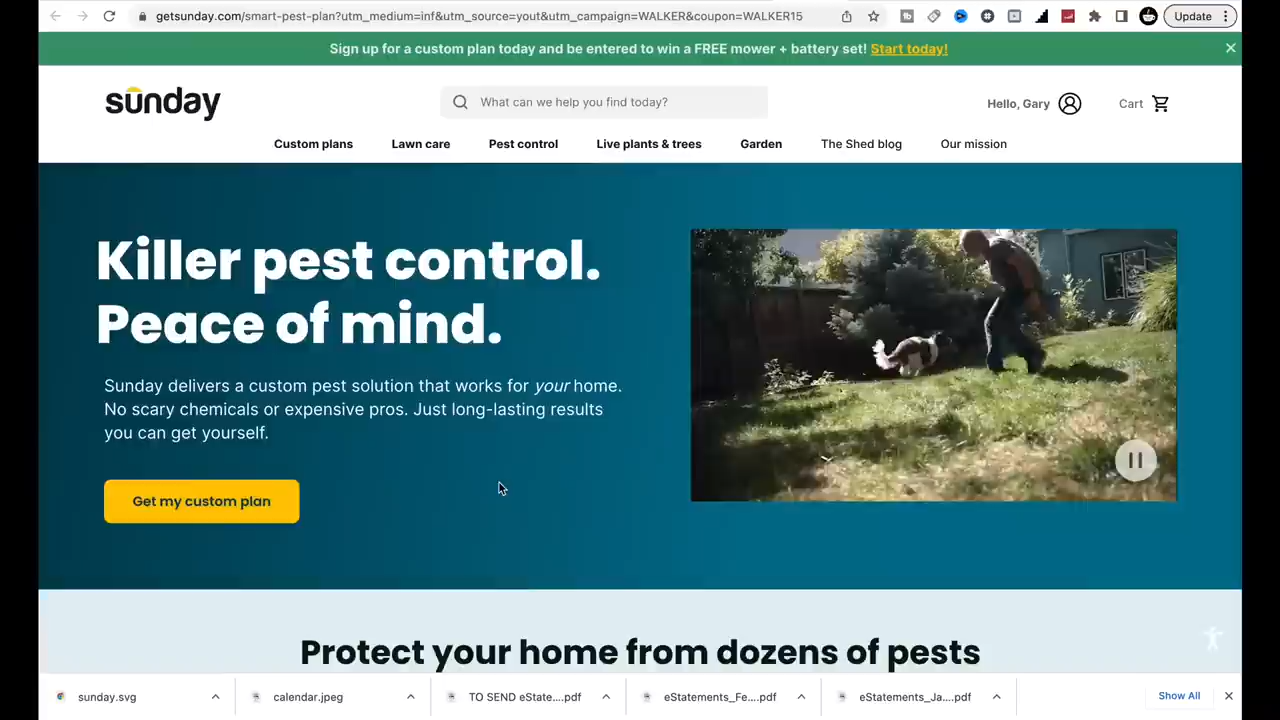 getsunday.com/smart-pest-plan?utm_medium=inf&utm_source=yout&utm_campaign=WALKER&coupon=WALKER15
Update
Sign up for a custom plan today and be entered to win a FREE mower + battery set! Start today!
sunday
What can we help you find today?
Hello, Gary
Cart
Custom plans
Lawn care
Pest control
Live plants & trees
Garden
The Shed blog
Our mission
Killer pest control.
Peace of mind.
Sunday delivers a custom pest solution that works for your home.
No scary chemicals or expensive pros. Just long-lasting results
you can get yourself.
Get my custom plan
Protect your home from dozens of pests
sunday.svg
calendar.jpeg
TO SEND eState....pdf
eStatements_Fe....pdf
eStatements_Ja....pdf
Show All